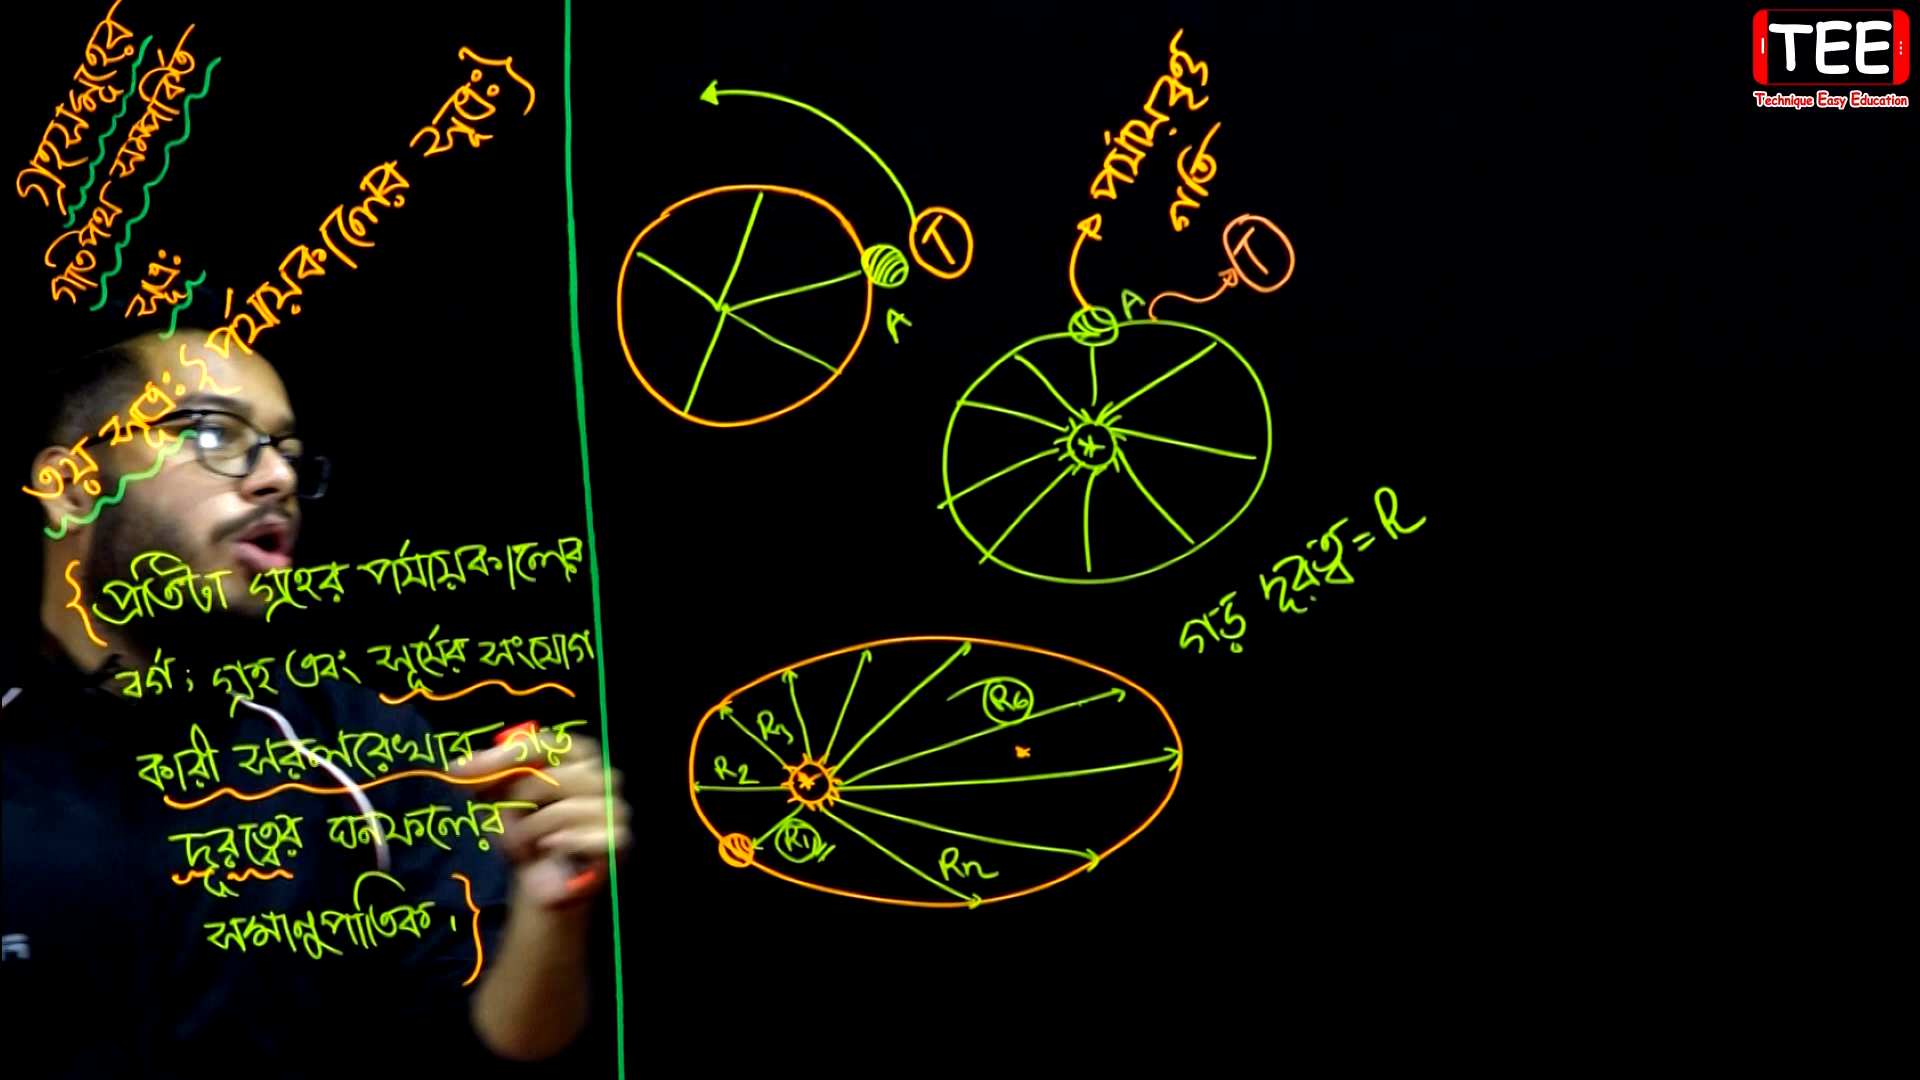 গ্রহসমূহের
গতিপথ সম্পর্কিত
সূত্র:
৩য় সূত্র: {পর্যায়কালের সূত্র:}
{প্রতিটা গ্রহের পর্যায়কালের
বর্গ; গ্রহ এবং সূর্যের সংযোগ
কারী সরলরেখার গড়
দূরত্বের ঘনফলের
সমানুপাতিক।}
T
A
পর্যায়বৃত্ত
গতি
T
A
গড় দূরত্ব = R
R3
R6
R2
R1
Rn
TEE
Technique Easy Education